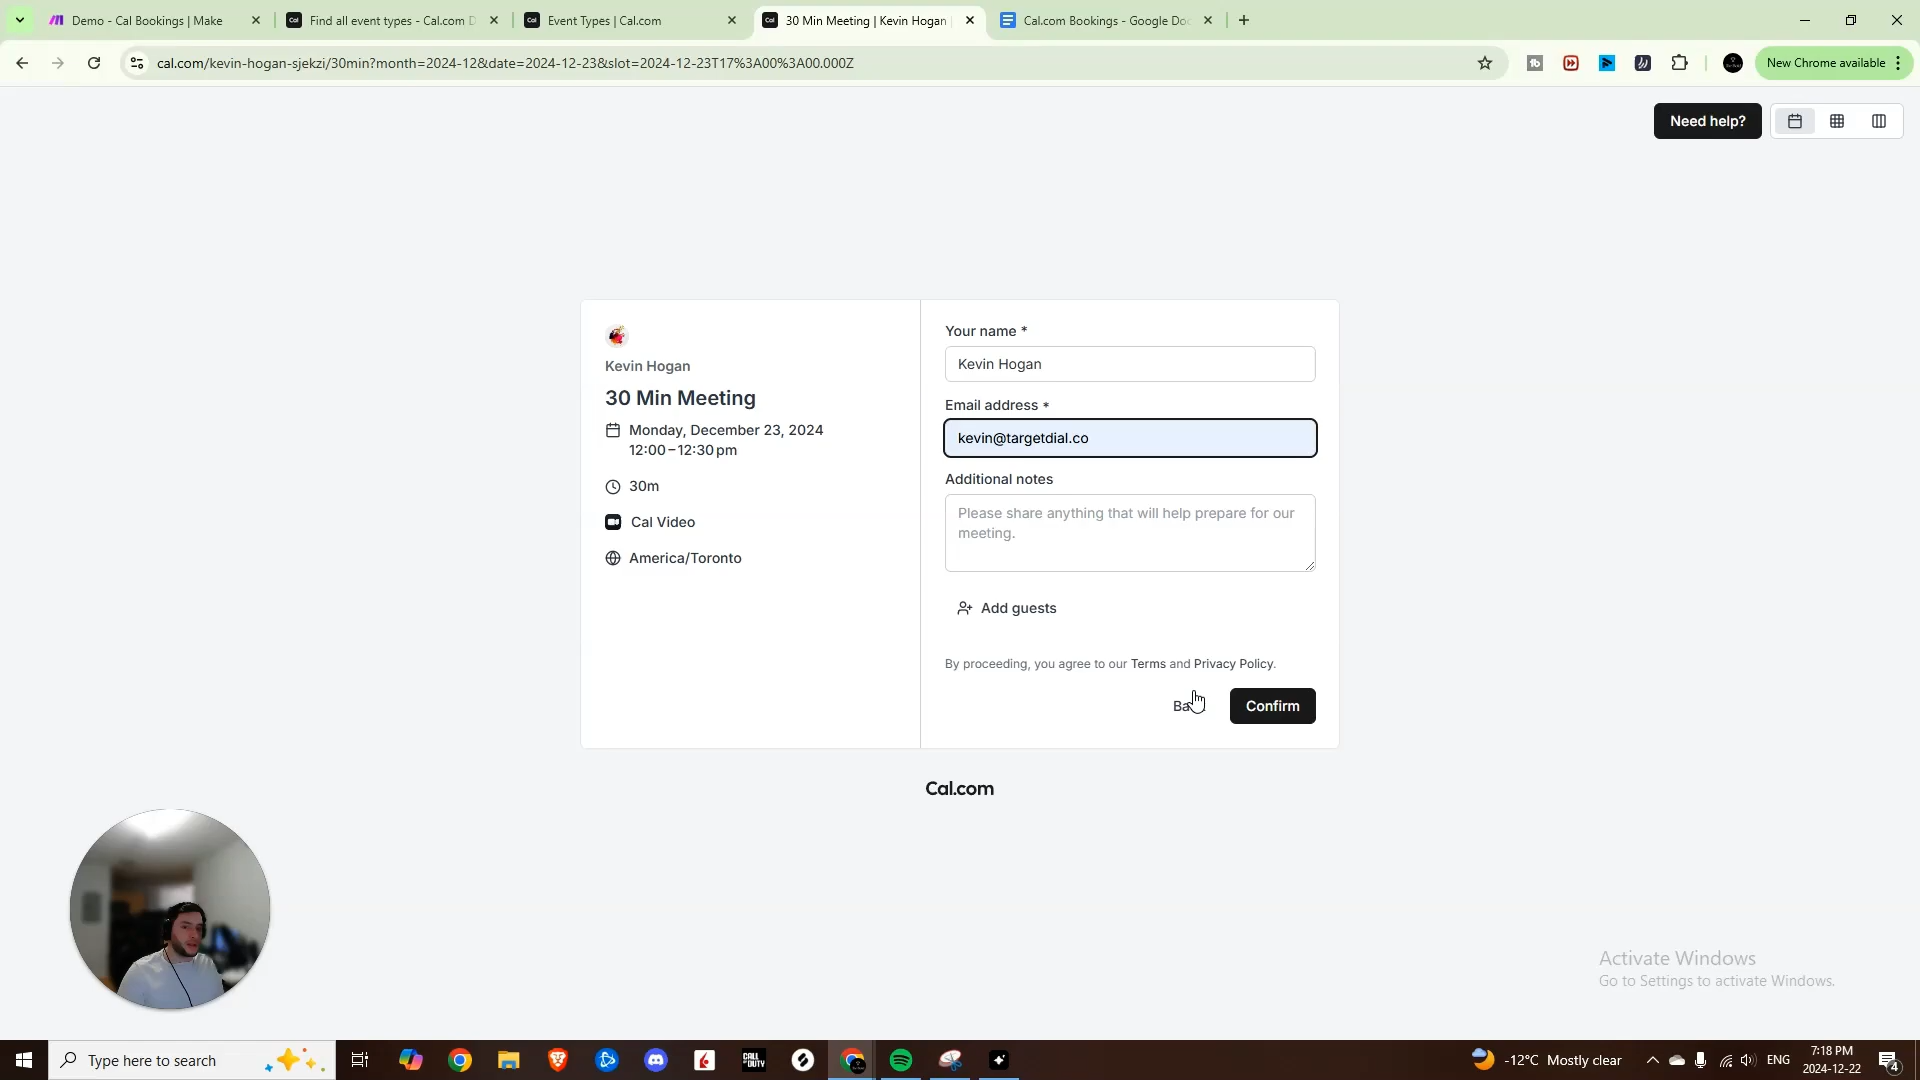 Demo - Cal Bookings | Make
Find all event types - Cal.com D
Event Types | Cal.com
30 Min Meeting | Kevin Hogan
Cal.com Bookings - Google Doc
cal.com/kevin-hogan-sjekzi/30min?month=2024-12&date=2024-12-23&slot=2024-12-23T17%3A00%3A00.000Z
New Chrome available
Need help?
Kevin Hogan
30 Min Meeting
Monday, December 23, 2024
12:00 – 12:30 pm
30m
Cal Video
America/Toronto
Your name *
Kevin Hogan
Email address *
kevin@targetdial.co
Additional notes
Please share anything that will help prepare for our
meeting.
Add guests
By proceeding, you agree to our Terms and Privacy Policy.
Confirm
Cal.com
Activate Windows
Go to Settings to activate Windows.
Type here to search
CALL OF DUTY
-12°C Mostly clear
ENG
7:18 PM
2024-12-22
4